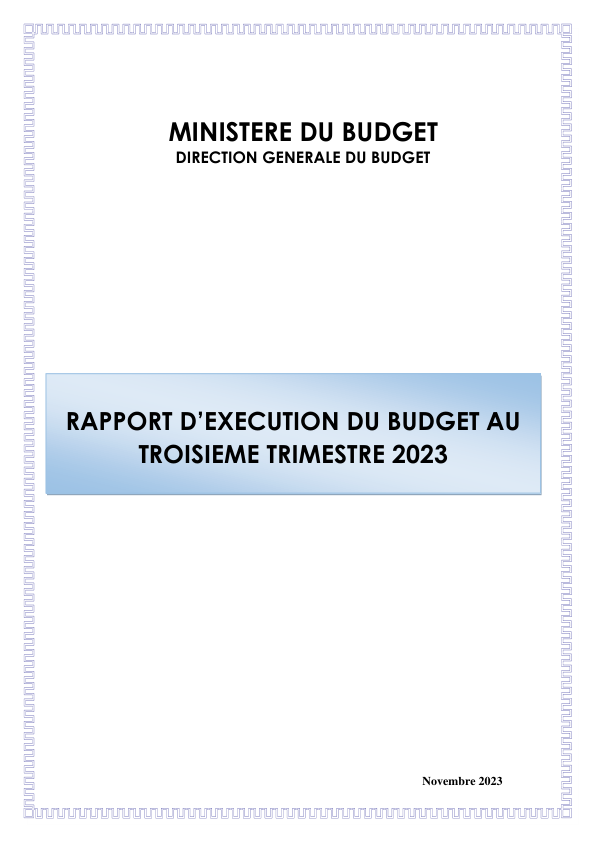 MINISTERE DU BUDGET
DIRECTION GENERALE DU BUDGET
RAPPORT D’EXECUTION DU BUDGET AU
TROISIEME TRIMESTRE 2023
Novembre 2023